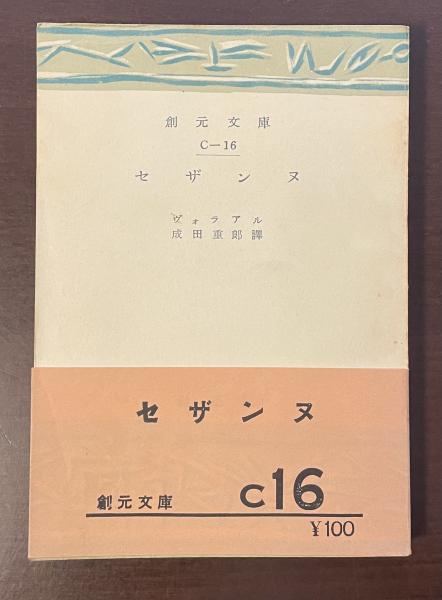 創元文庫
C—16
セザンヌ
ヴォラアル
成田重郎譯
セザンヌ
創元文庫 C16
¥100